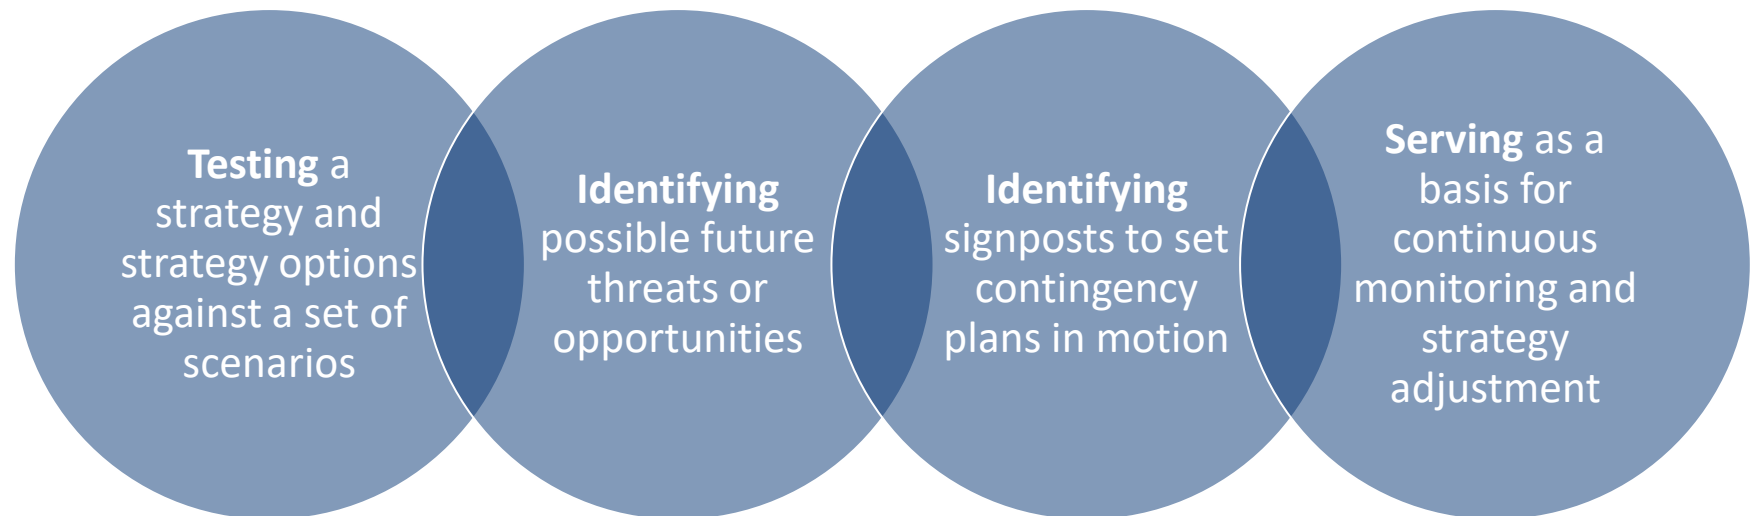 Testing a
strategy and
strategy options
against a set of
scenarios
Identifying
possible future
threats or
opportunities
Identifying
signposts to set
contingency
plans in motion
Serving as a
basis for
continuous
monitoring and
strategy
adjustment